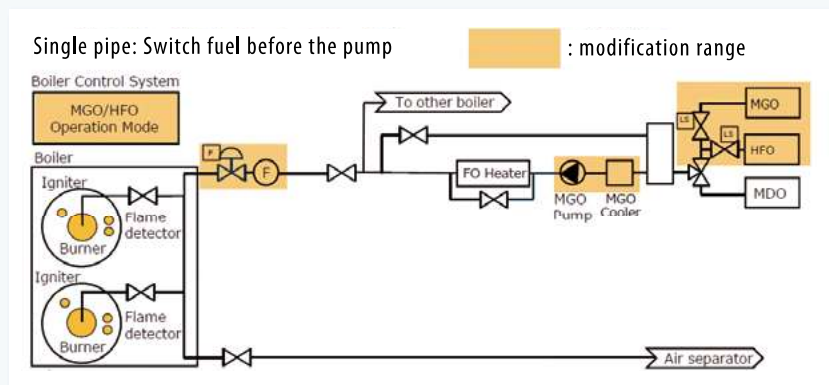 Single pipe: Switch fuel before the pump
: modification range
Boiler Control System
MGO/HFO
Operation Mode
To other boiler
MGO
LS
LS
HFO
MDO
Boiler
P
F
FO Heater
MGO
Pump
MGO
Cooler
Igniter
Flame
detector
Burner
Igniter
Flame
detector
Burner
Air separator